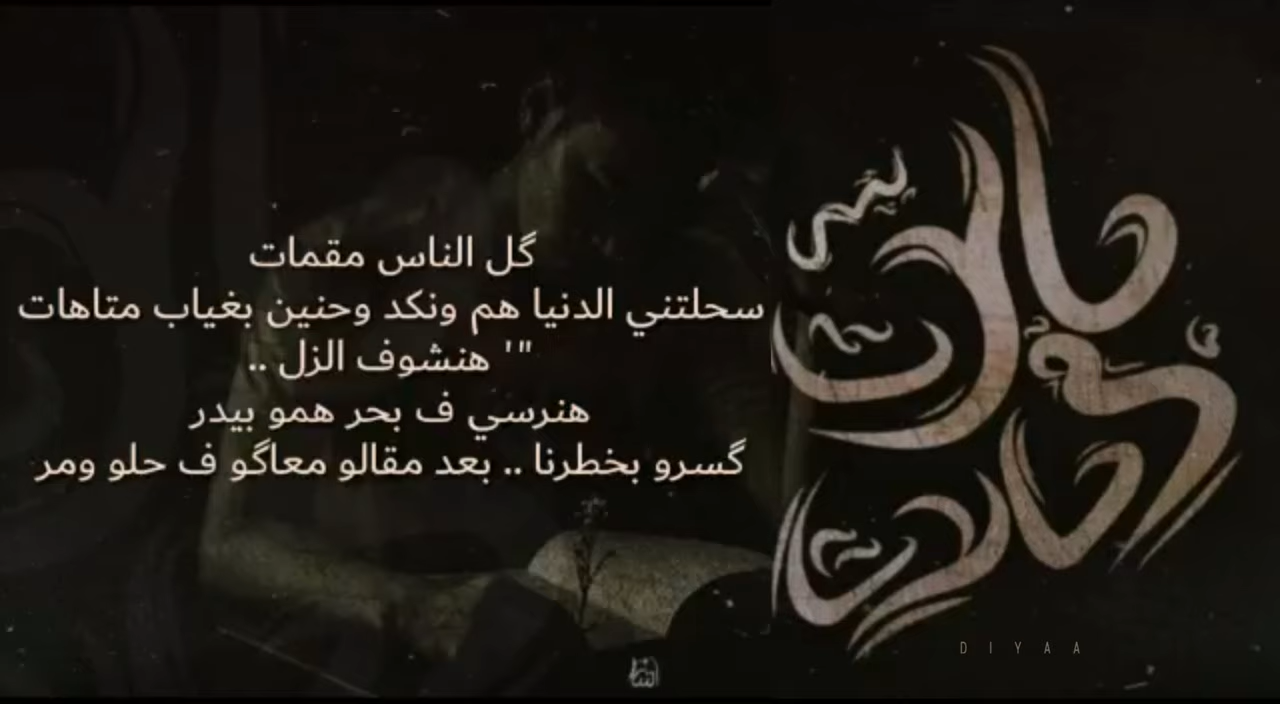 گل الناس مقمات
سحلتني الدنيا هم ونكد وحنين بغياب متاهات
"' هنشوف الزل ..
هنرسي ف بحر همو بيدر
گسرو بخطرنا .. بعد مقالو معاگو ف حلو ومر
DIYAA